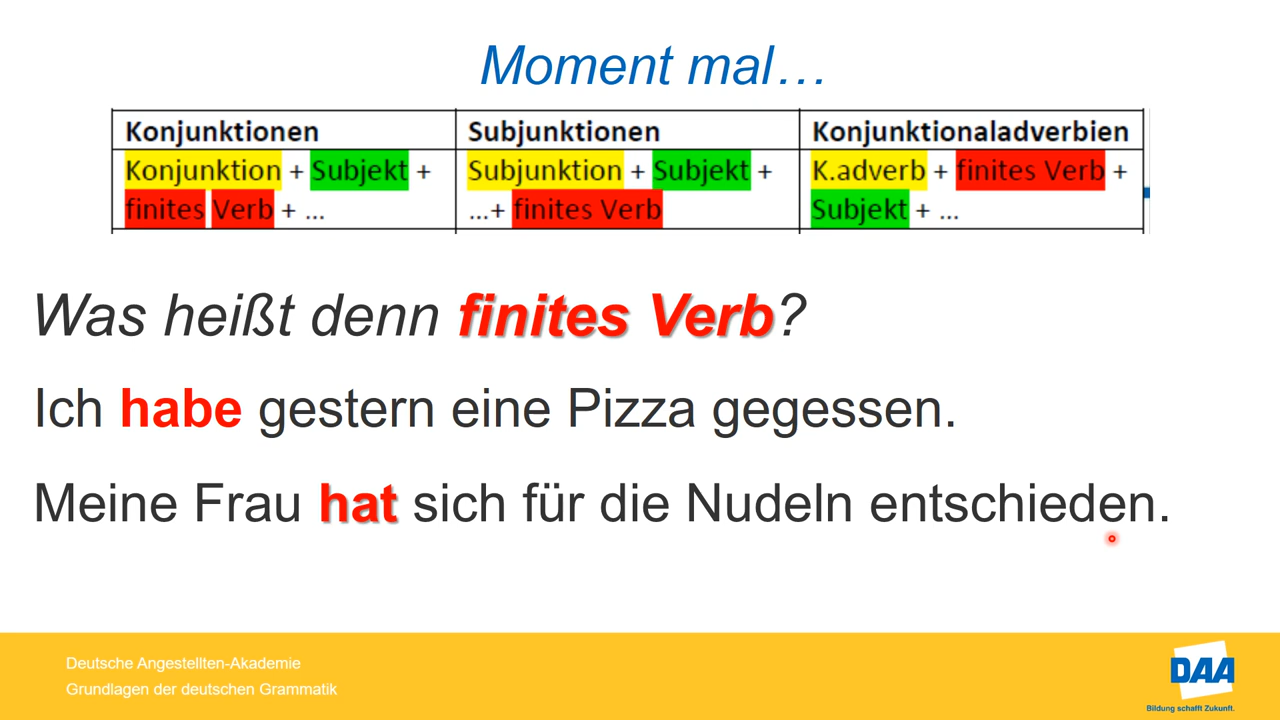 Moment mal…
Konjunktionen Subjunktionen Konjunktionaladverbien
Konjunktion + Subjekt + Subjunktion + Subjekt + K.adverb + finites Verb +
finites Verb + ... ...+ finites Verb Subjekt + ...
Was heißt denn finites Verb?
Ich habe gestern eine Pizza gegessen.
Meine Frau hat sich für die Nudeln entschieden.
Deutsche Angestellten-Akademie
Grundlagen der deutschen Grammatik
DAA
Bildung schafft Zukunft.